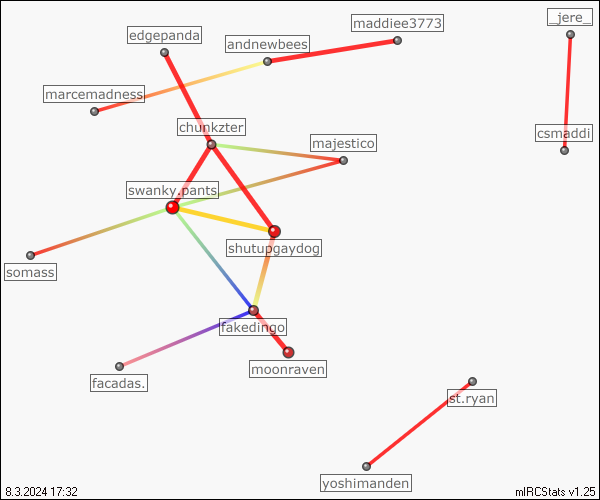 maddiee3773
_jere_
edgepanda
andnewbees
marcemadness
chunkzter
csmaddi
majestico
swanky.pants
shutupgaydog
somass
fakedingo
moonraven
facadas.
st.ryan
yoshimanden
8.3.2024 17:32
mIRCStats v1.25